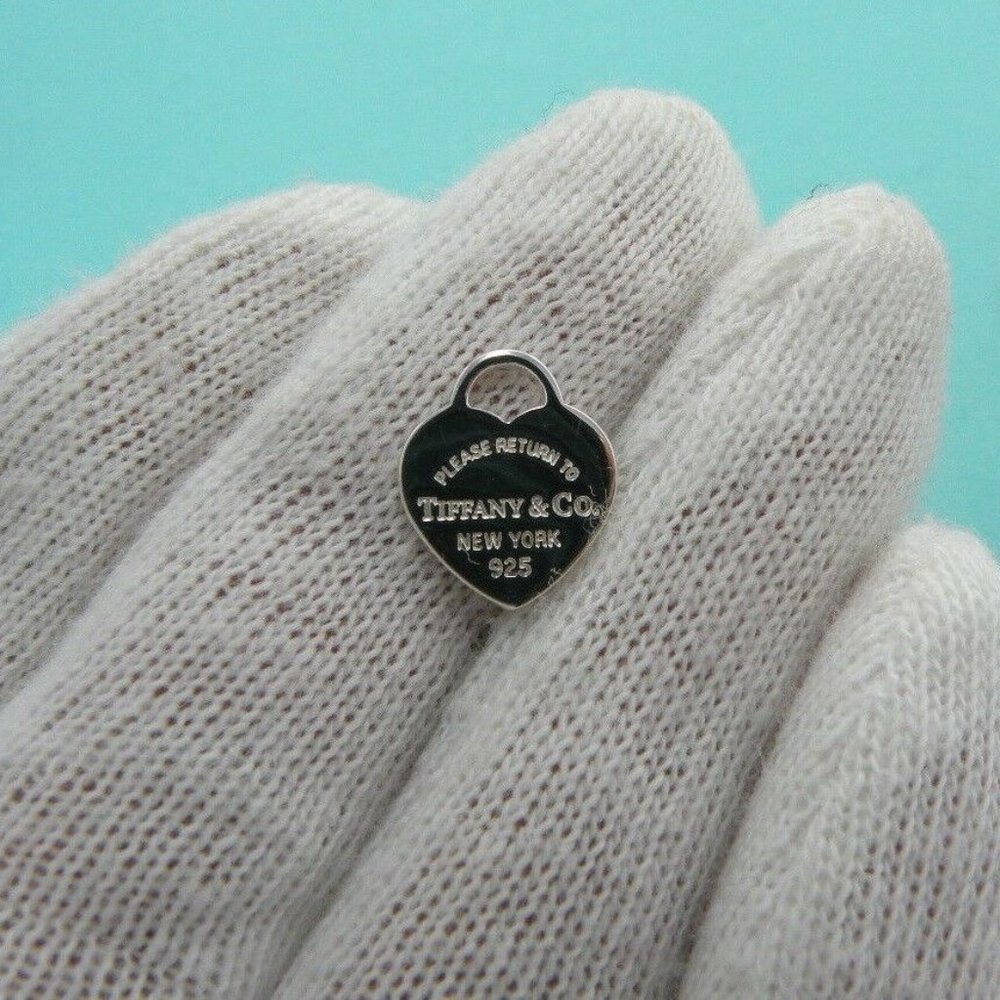 PLEASE RETURN TO
TIFFANY & CO.
NEW YORK
925